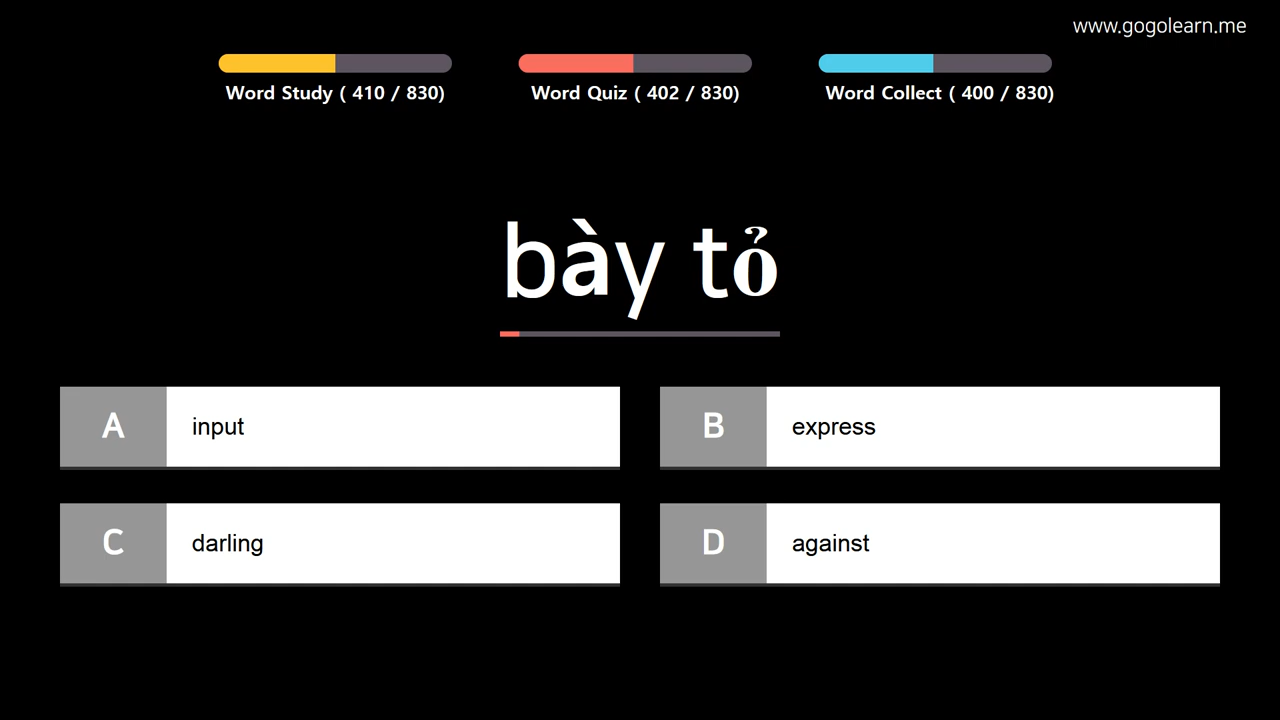 www.gogolearn.me
Word Study ( 410 / 830)
Word Quiz ( 402 / 830)
Word Collect ( 400 / 830)
bày tỏ
A input
B express
C darling
D against